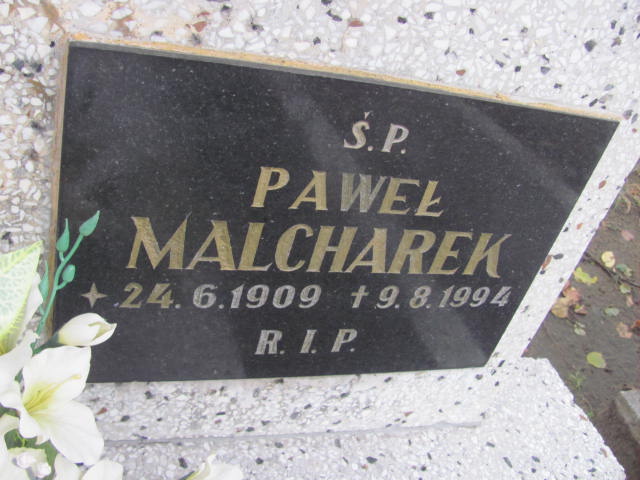 Ś.P.
PAWEŁ
MALCHAREK
✦ 24.6.1909 † 9.8.1994
R.I.P.